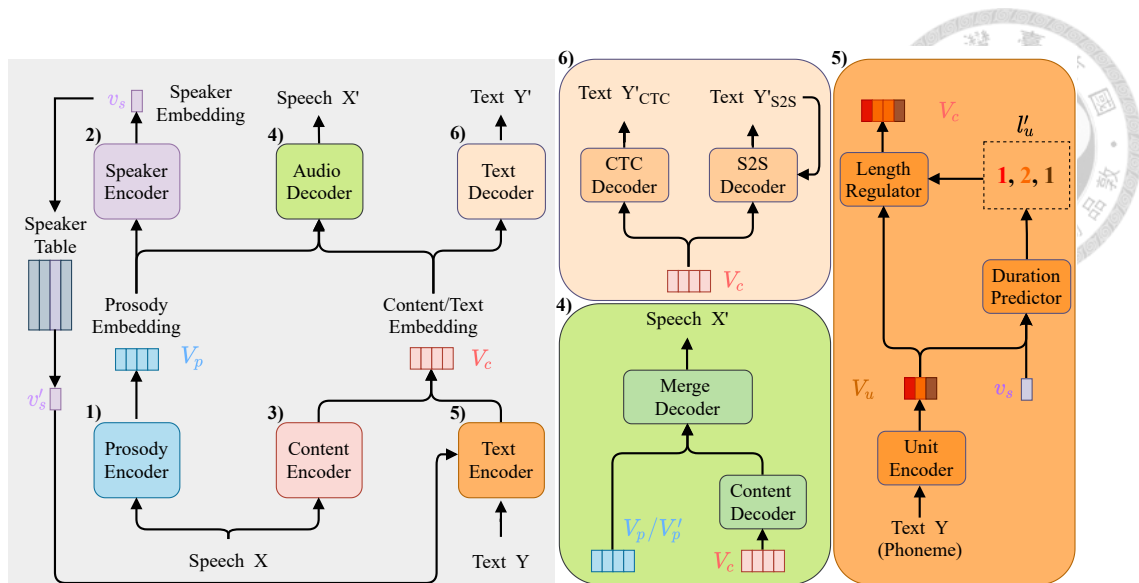 v_s
Speaker
Embedding
Speech X'
Text Y'
2)
Speaker
Encoder
4)
Audio
Decoder
6)
Text
Decoder
Speaker
Table
Prosody
Embedding
V_p
Content/Text
Embedding
V_c
v'_s
1)
Prosody
Encoder
3)
Content
Encoder
5)
Text
Encoder
Speech X
Text Y
6)
Text Y'CTC
Text Y'S2S
CTC
Decoder
S2S
Decoder
V_c
4)
Speech X'
Merge
Decoder
Content
Decoder
V_p/V'_p
V_c
5)
V_c
l'_u
Length
Regulator
1, 2, 1
Duration
Predictor
V_u
v_s
Unit
Encoder
Text Y
(Phoneme)